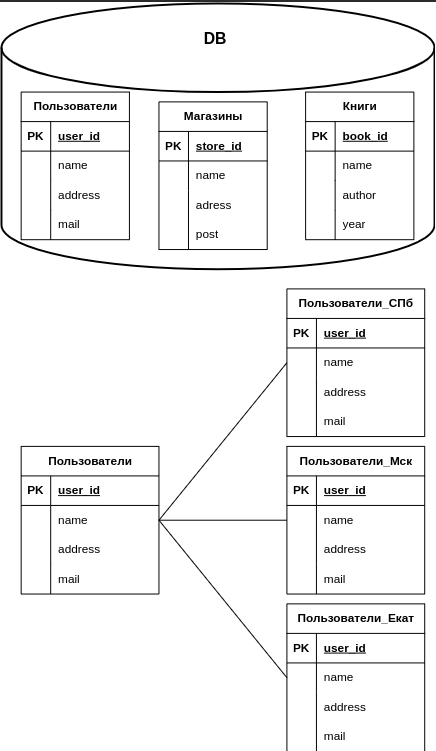 DB
Пользователи
PK user_id
name
address
mail
Магазины
PK store_id
name
adress
post
Книги
PK book_id
name
author
year
Пользователи_СПб
PK user_id
name
address
mail
Пользователи
PK user_id
name
address
mail
Пользователи_Мск
PK user_id
name
address
mail
Пользователи_Екат
PK user_id
name
address
mail